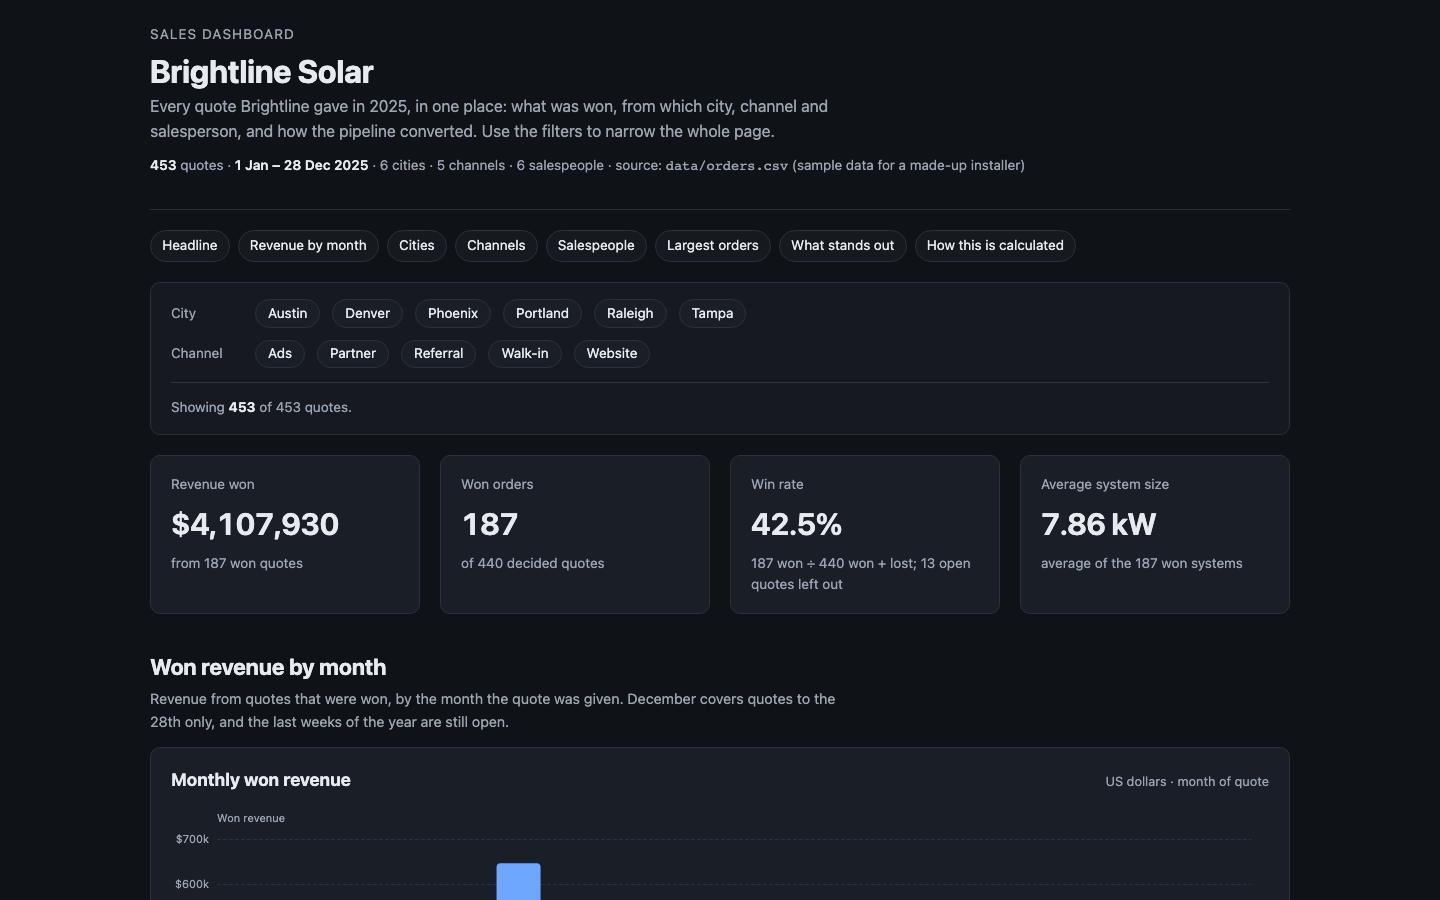 SALES DASHBOARD
Brightline Solar
Every quote Brightline gave in 2025, in one place: what was won, from which city, channel and
salesperson, and how the pipeline converted. Use the filters to narrow the whole page.
453 quotes · 1 Jan – 28 Dec 2025 · 6 cities · 5 channels · 6 salespeople · source: data/orders.csv (sample data for a made-up installer)
Headline Revenue by month Cities Channels Salespeople Largest orders What stands out How this is calculated
City Austin Denver Phoenix Portland Raleigh Tampa
Channel Ads Partner Referral Walk-in Website
Showing 453 of 453 quotes.
Revenue won
$4,107,930
from 187 won quotes
Won orders
187
of 440 decided quotes
Win rate
42.5%
187 won ÷ 440 won + lost; 13 open
quotes left out
Average system size
7.86 kW
average of the 187 won systems
Won revenue by month
Revenue from quotes that were won, by the month the quote was given. December covers quotes to the
28th only, and the last weeks of the year are still open.
Monthly won revenue
US dollars · month of quote
Won revenue
$700k
$600k